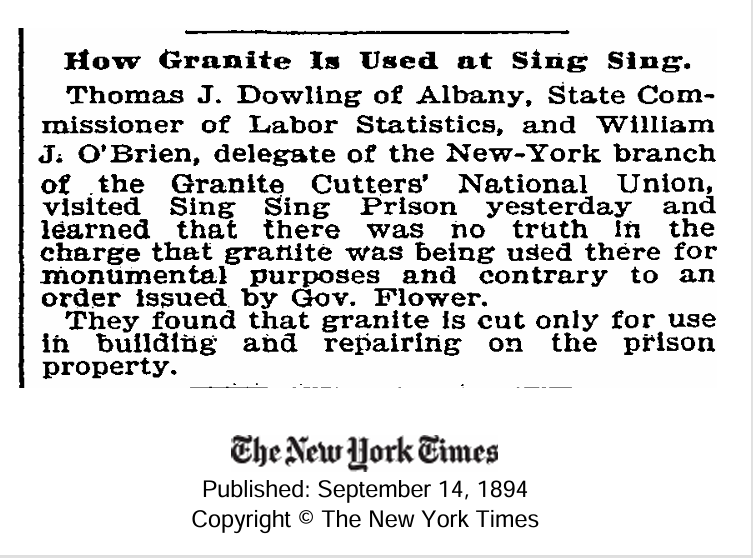 How Granite Is Used at Sing Sing.
Thomas J. Dowling of Albany, State Com-
missioner of Labor Statistics, and William
J. O'Brien, delegate of the New-York branch
of the Granite Cutters' National Union,
visited Sing Sing Prison yesterday and
learned that there was no truth in the
charge that granite was being used there for
monumental purposes and contrary to an
order issued by Gov. Flower.
They found that granite is cut only for use
in building and repairing on the prison
property.
The New York Times
Published: September 14, 1894
Copyright © The New York Times